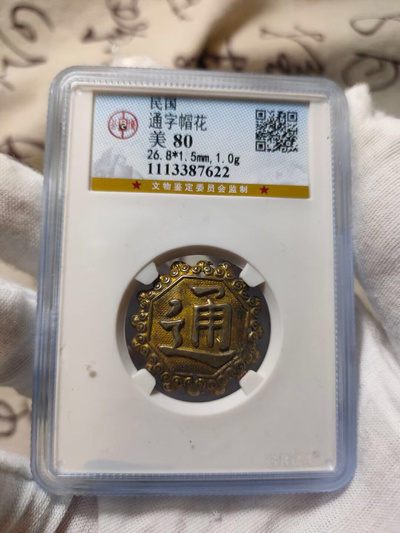 民国
通字帽花
美 80
26.8*1.5mm,1.0g
1113387622
★ 文物鉴定委员会监制 ★
通